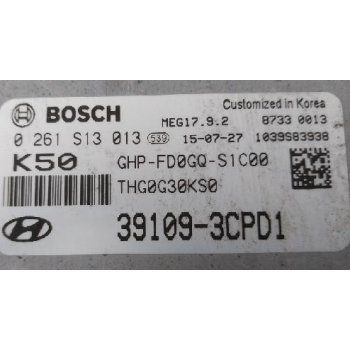 Customized in Korea
BOSCH MEG17.9.2 8733 0013
0 261 S13 013 539 15-07-27 1039S83938
K50 GHP-FD0GQ-S1C00
THG0G30KS0
39109-3CPD1